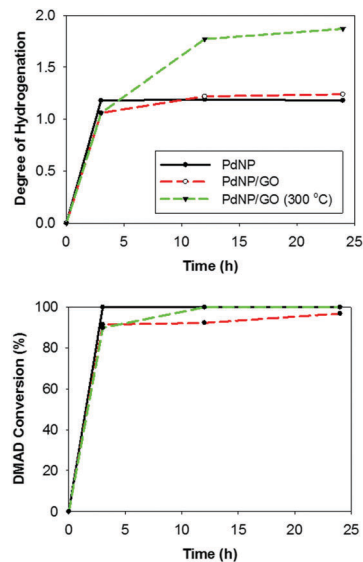 Degree of Hydrogenation
2.0
1.5
1.0
0.5
0.0
PdNP
PdNP/GO
PdNP/GO (300 °C)
0 5 10 15 20 25
Time (h)
DMAD Conversion (%)
100
80
60
40
20
0
0 5 10 15 20 25
Time (h)